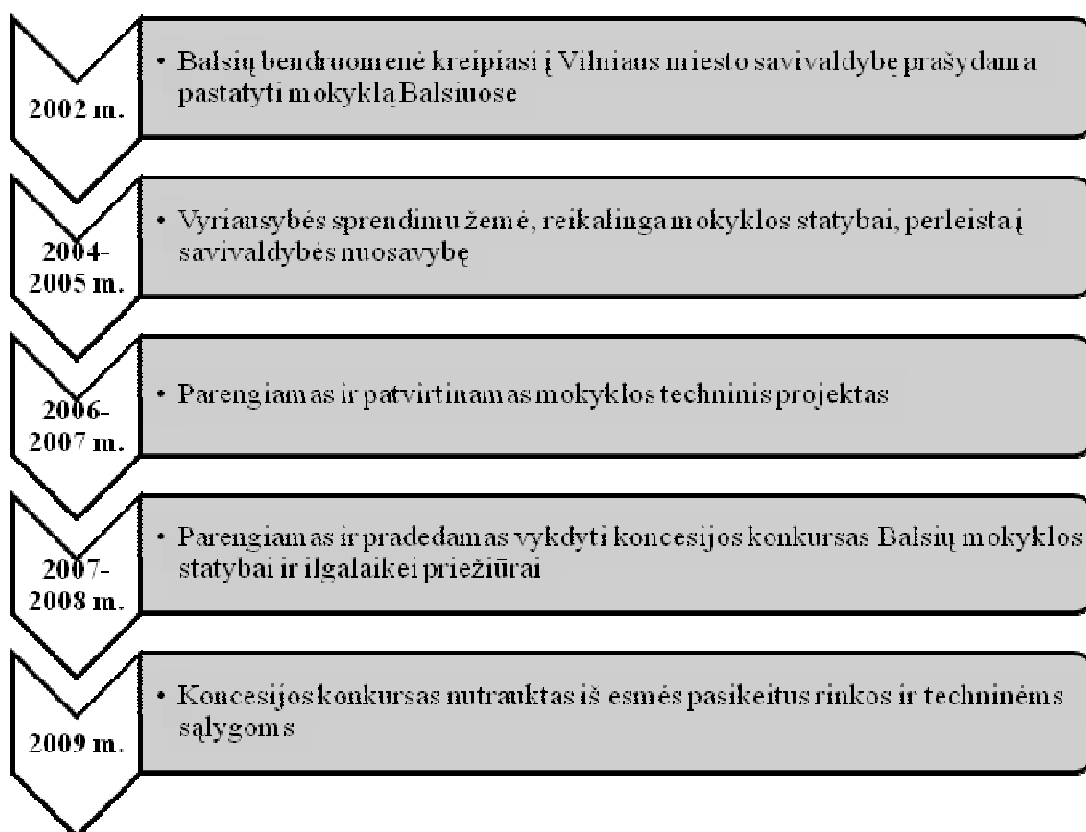 2002 m.
• Balsių bendruomenė kreipiasi į Vilniaus miesto savivaldybę prašydama
pastatyti mokyklą Balsiuose
2004-
2005 m.
• Vyriausybės sprendimu žemė, reikalinga mokyklos statybai, perleista į
savivaldybės nuosavybę
2006-
2007 m.
• Parengiamas ir patvirtinamas mokyklos techninis projektas
2007-
2008 m.
• Parengiamas ir pradedamas vykdyti koncesijos konkursas Balsių mokyklos
statybai ir ilgalaikei priežiūrai
2009 m.
• Koncesijos konkursas nutrauktas iš esmės pasikeitus rinkos ir techninėms
sąlygoms